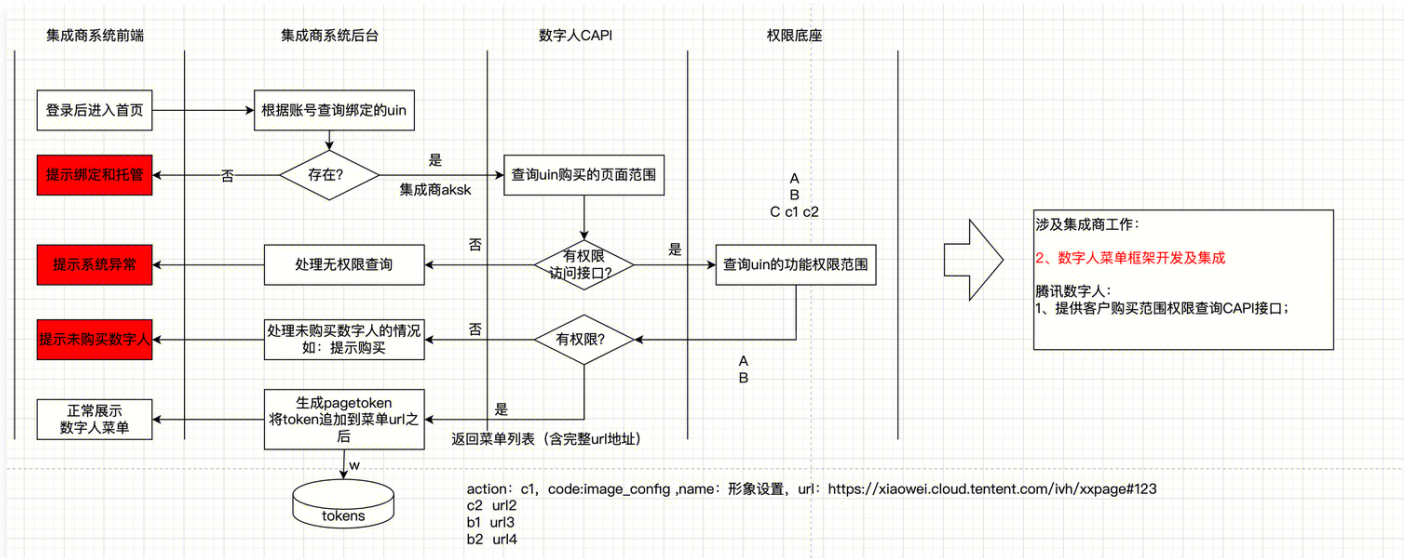 集成商系统前端
集成商系统后台
数字人CAPI
权限底座
登录后进入首页
根据账号查询绑定的uin
提示绑定和托管
否
存在?
是
集成商aksk
查询uin购买的页面范围
A
B
C c1 c2
提示系统异常
处理无权限查询
否
有权限
访问接口?
是
查询uin的功能权限范围
提示未购买数字人
处理未购买数字人的情况
如：提示购买
否
有权限?
A
B
正常展示
数字人菜单
生成pagetoken
将token追加到菜单url之
后
是
返回菜单列表（含完整url地址）
w
tokens
action：c1，code:image_config ,name：形象设置，url：https://xiaowei.cloud.tentent.com/ivh/xxpage#123
c2 url2
b1 url3
b2 url4
涉及集成商工作：
2、数字人菜单框架开发及集成
腾讯数字人：
1、提供客户购买范围权限查询CAPI接口；